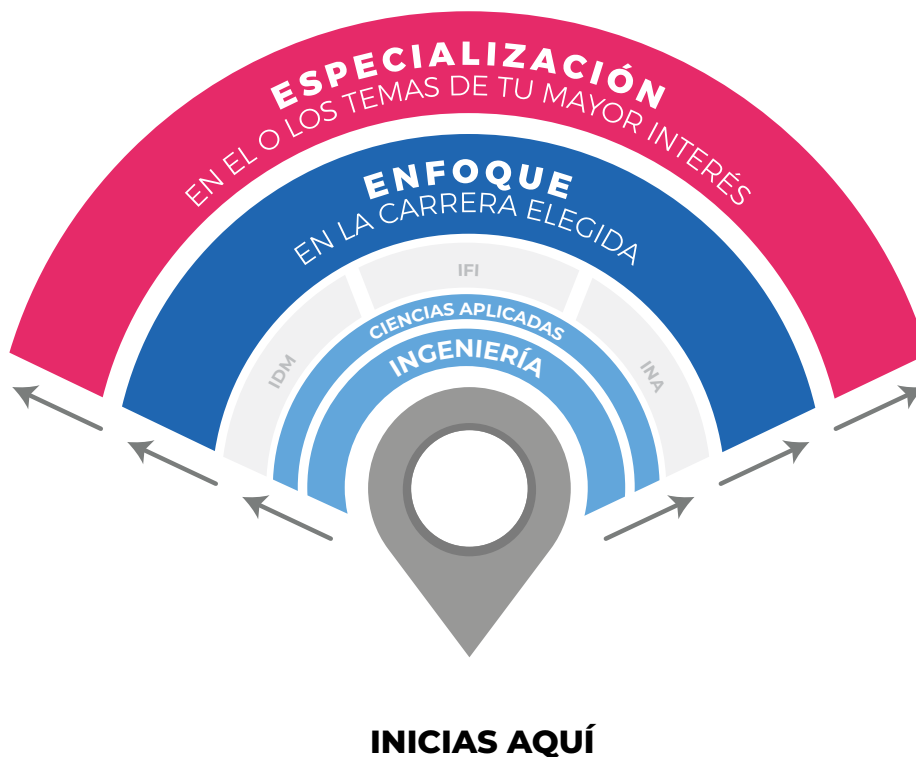 ESPECIALIZACIÓN
EN EL O LOS TEMAS DE TU MAYOR INTERÉS
ENFOQUE
EN LA CARRERA ELEGIDA
IFI
IDM
INA
CIENCIAS APLICADAS
INGENIERÍA
INICIAS AQUÍ